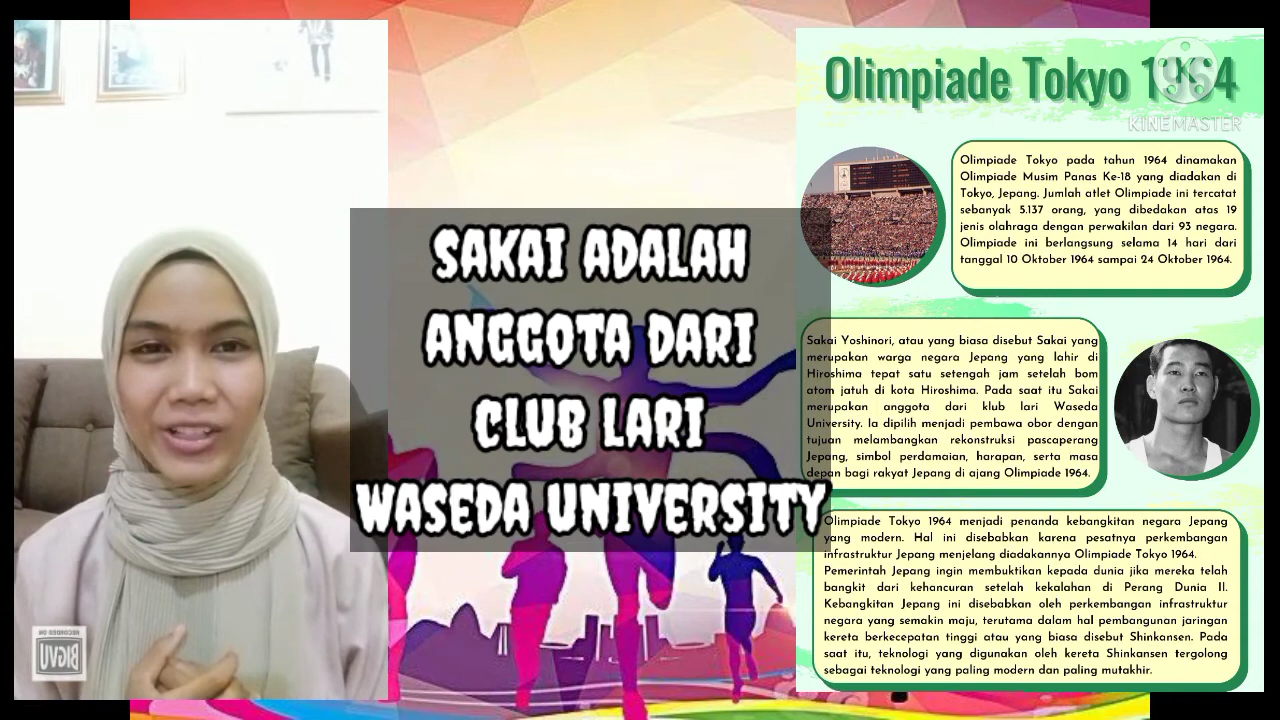 Olimpiade Tokyo 1964
KINEMASTER
Olimpiade Tokyo pada tahun 1964 dinamakan
Olimpiade Musim Panas Ke-18 yang diadakan di
Tokyo, Jepang. Jumlah atlet Olimpiade ini tercatat
sebanyak 5.137 orang, yang dibedakan atas 19
jenis olahraga dengan perwakilan dari 93 negara.
Olimpiade ini berlangsung selama 14 hari dari
tanggal 10 Oktober 1964 sampai 24 Oktober 1964.
SAKAI ADALAH
ANGGOTA DARI
CLUB LARI
WASEDA UNIVERSITY
Sakai Yoshinori, atau yang biasa disebut Sakai yang
merupakan warga negara Jepang yang lahir di
Hiroshima tepat satu setengah jam setelah bom
atom jatuh di kota Hiroshima. Pada saat itu Sakai
merupakan anggota dari klub lari Waseda
University. Ia dipilih menjadi pembawa obor dengan
tujuan melambangkan rekonstruksi pascaperang
Jepang, simbol perdamaian, harapan, serta masa
depan bagi rakyat Jepang di ajang Olimpiade 1964.
Olimpiade Tokyo 1964 menjadi penanda kebangkitan negara Jepang
yang modern. Hal ini disebabkan karena pesatnya perkembangan
infrastruktur Jepang menjelang diadakannya Olimpiade Tokyo 1964.
Pemerintah Jepang ingin membuktikan kepada dunia jika mereka telah
bangkit dari kehancuran setelah kekalahan di Perang Dunia II.
Kebangkitan Jepang ini disebabkan oleh perkembangan infrastruktur
negara yang semakin maju, terutama dalam hal pembangunan jaringan
kereta berkecepatan tinggi atau yang biasa disebut Shinkansen. Pada
saat itu, teknologi yang digunakan oleh kereta Shinkansen tergolong
sebagai teknologi yang paling modern dan paling mutakhir.
RECORDED ON
BIGVU